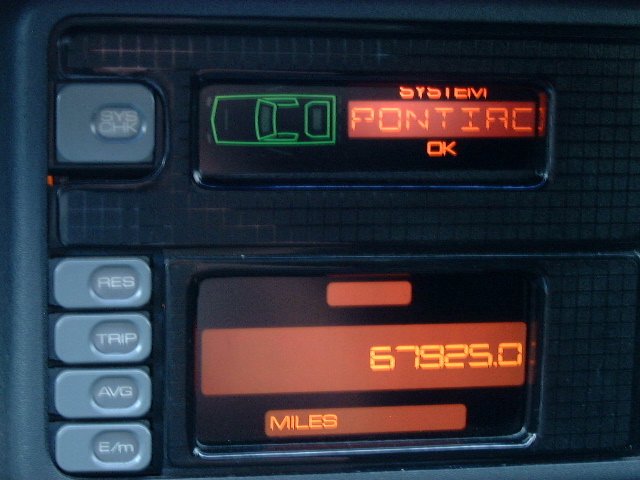 SYS
CHK
SYSTEM
PONTIAC
OK
RES
TRIP
AVG
E/m
67925.0
MILES